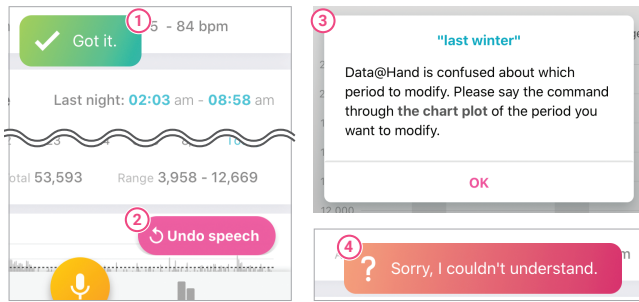 1
Got it.
5 - 84 bpm
Last night: 02:03 am - 08:58 am
otal 53,593
Range 3,958 - 12,669
2
Undo speech
3
"last winter"
Data@Hand is confused about which
period to modify. Please say the command
through the chart plot of the period you
want to modify.
OK
12,000
4
Sorry, I couldn't understand.
m